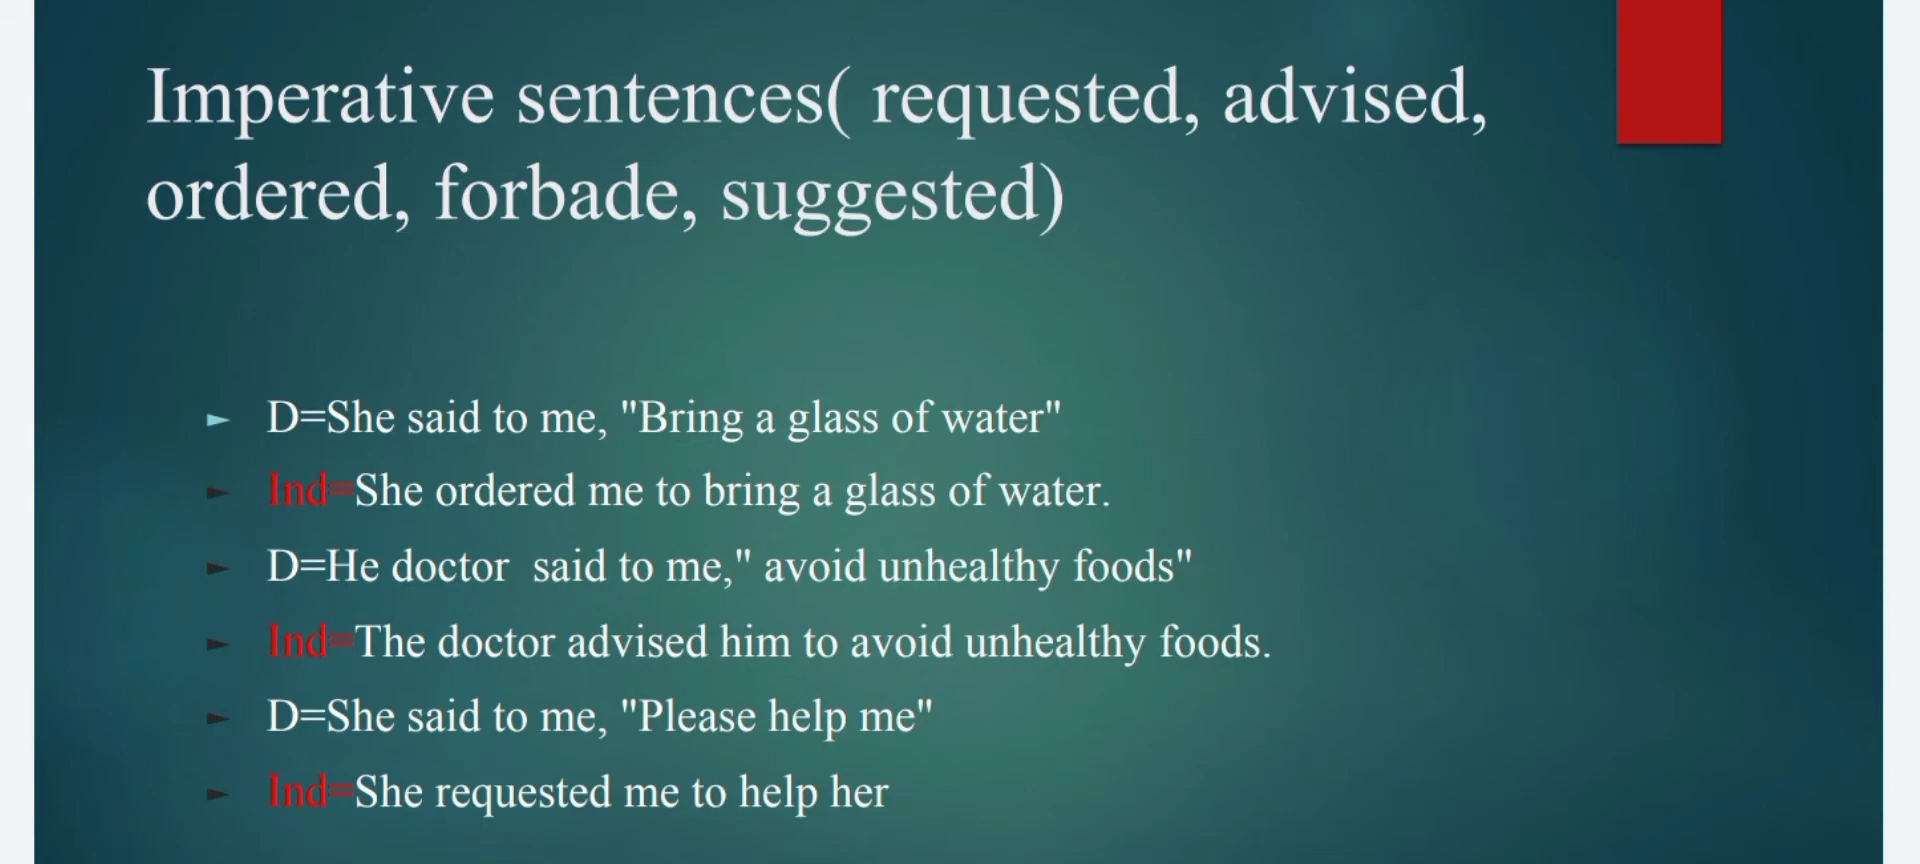 Imperative sentences( requested, advised,
ordered, forbade, suggested)
D=She said to me, "Bring a glass of water"
Ind=She ordered me to bring a glass of water.
D=He doctor  said to me," avoid unhealthy foods"
Ind=The doctor advised him to avoid unhealthy foods.
D=She said to me, "Please help me"
Ind=She requested me to help her